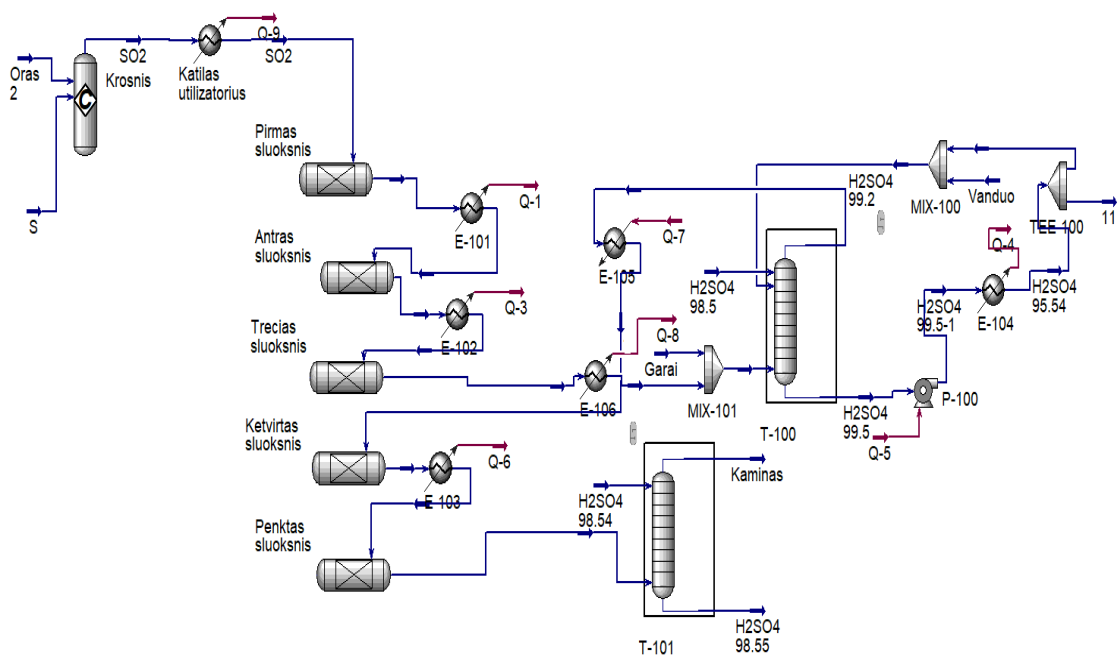 Q-9
SO2
SO2
Oras
2
Krosnis
Katilas
utilizatorius
C
S
Pirmas
sluoksnis
Q-1
E-101
Antras
sluoksnis
Q-3
E-102
Trecias
sluoksnis
Q-8
E-106
Ketvirtas
sluoksnis
Q-6
E-103
Penktas
sluoksnis
Q-7
E-105
H2SO4
98.5
Garai
MIX-101
T-100
H2SO4
99.2
MIX-100
Vanduo
TEE-100
11
Q-4
H2SO4
99.5-1
E-104
H2SO4
95.54
H2SO4
99.5
P-100
Q-5
H2SO4
98.54
Kaminas
H2SO4
98.55
T-101